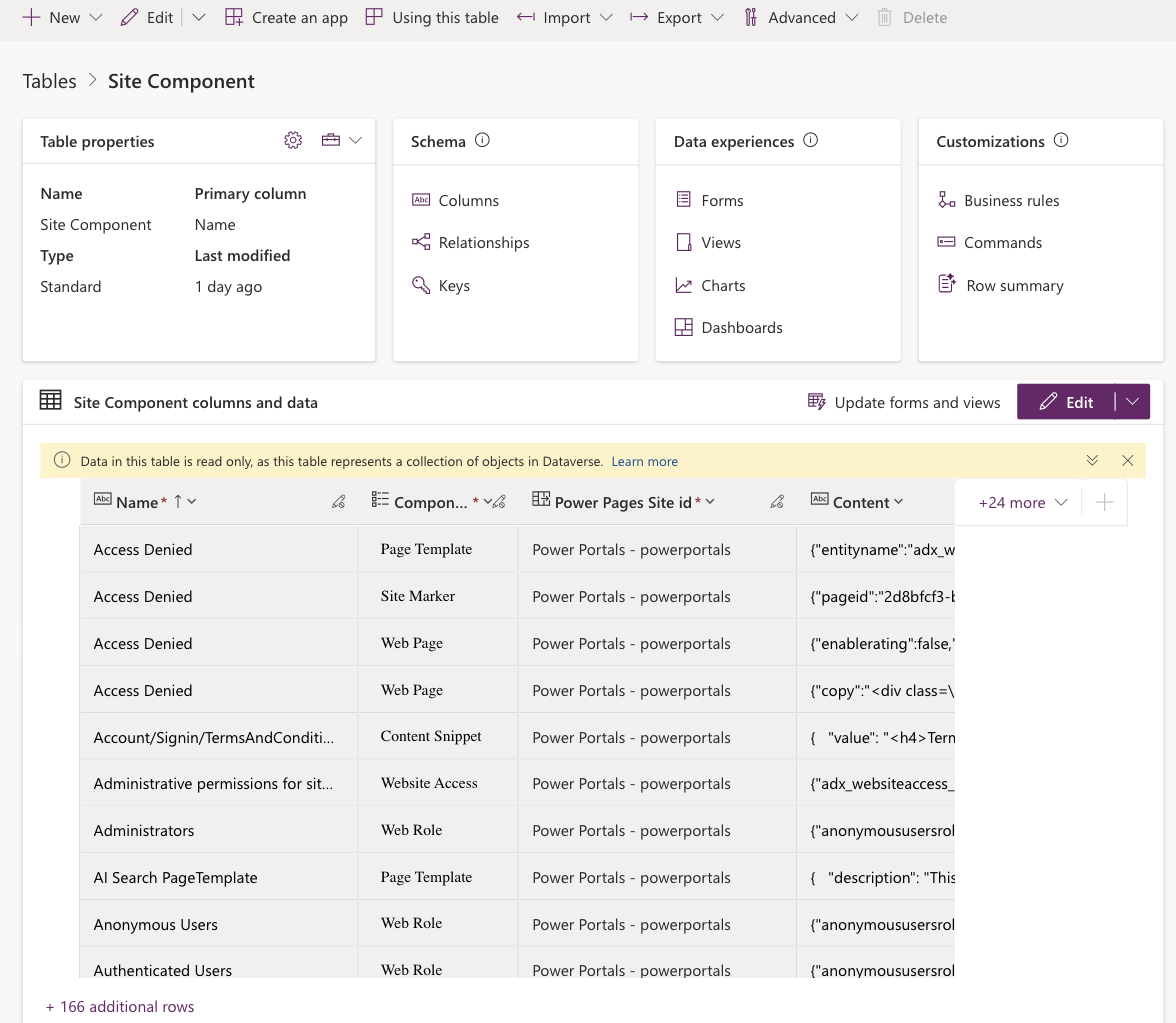 New Edit Create an app Using this table Import Export Advanced Delete
Tables > Site Component
Table properties
Name Primary column
Site Component Name
Type Last modified
Standard 1 day ago
Schema
Abc Columns
Relationships
Keys
Data experiences
Forms
Views
Charts
Dashboards
Customizations
Business rules
Commands
Row summary
Site Component columns and data
Update forms and views
Edit
Data in this table is read only, as this table represents a collection of objects in Dataverse. Learn more
Abc Name * ↑ Compon... * Power Pages Site id * Abc Content +24 more
Access Denied Page Template Power Portals - powerportals {"entityname":"adx_w
Access Denied Site Marker Power Portals - powerportals {"pageid":"2d8bfcf3-b
Access Denied Web Page Power Portals - powerportals {"enablerating":false,"
Access Denied Web Page Power Portals - powerportals {"copy":"<div class=\
Account/Signin/TermsAndConditi... Content Snippet Power Portals - powerportals { "value": "<h4>Tern
Administrative permissions for sit... Website Access Power Portals - powerportals {"adx_websiteaccess_
Administrators Web Role Power Portals - powerportals {"anonymoususersrol
AI Search PageTemplate Page Template Power Portals - powerportals { "description": "This
Anonymous Users Web Role Power Portals - powerportals {"anonymoususersrol
Authenticated Users Web Role Power Portals - powerportals {"anonymoususersrol
+ 166 additional rows